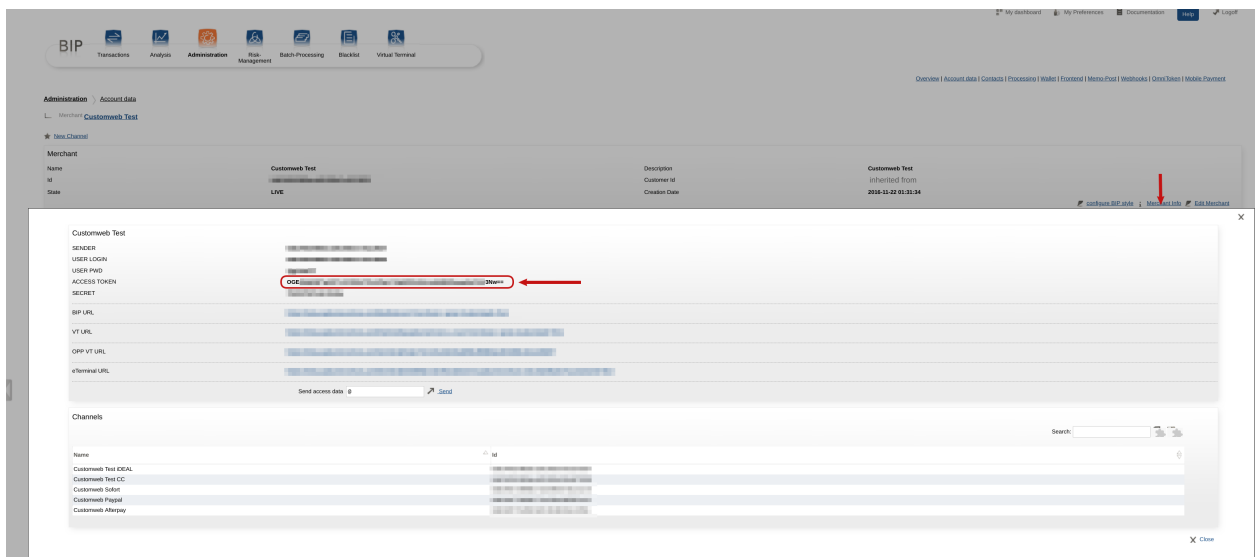 My dashboard My Preferences Documentation Help Logoff
BIP
Transactions Analysis Administration Risk-Management Batch-Processing Blacklist Virtual Terminal
Overview | Account data | Contacts | Processing | Wallet | Frontend | Memo-Post | Webhooks | OmniToken | Mobile Payment
Administration Account data
Merchant Customweb Test
New Channel
Merchant
Name Customweb Test Description Customweb Test
Id Customer Id inherited from
State LIVE Creation Date 2016-11-22 01:31:34
configure BIP style Merchant Info Edit Merchant
X
Customweb Test
SENDER
USER LOGIN
USER PWD
ACCESS TOKEN OGE 3Nw==
SECRET
BIP URL
VT URL
OPP VT URL
eTerminal URL
Send access data @ Send
Channels
Search:
Name Id
Customweb Test iDEAL
Customweb Test CC
Customweb Sofort
Customweb Paypal
Customweb Afterpay
X Close